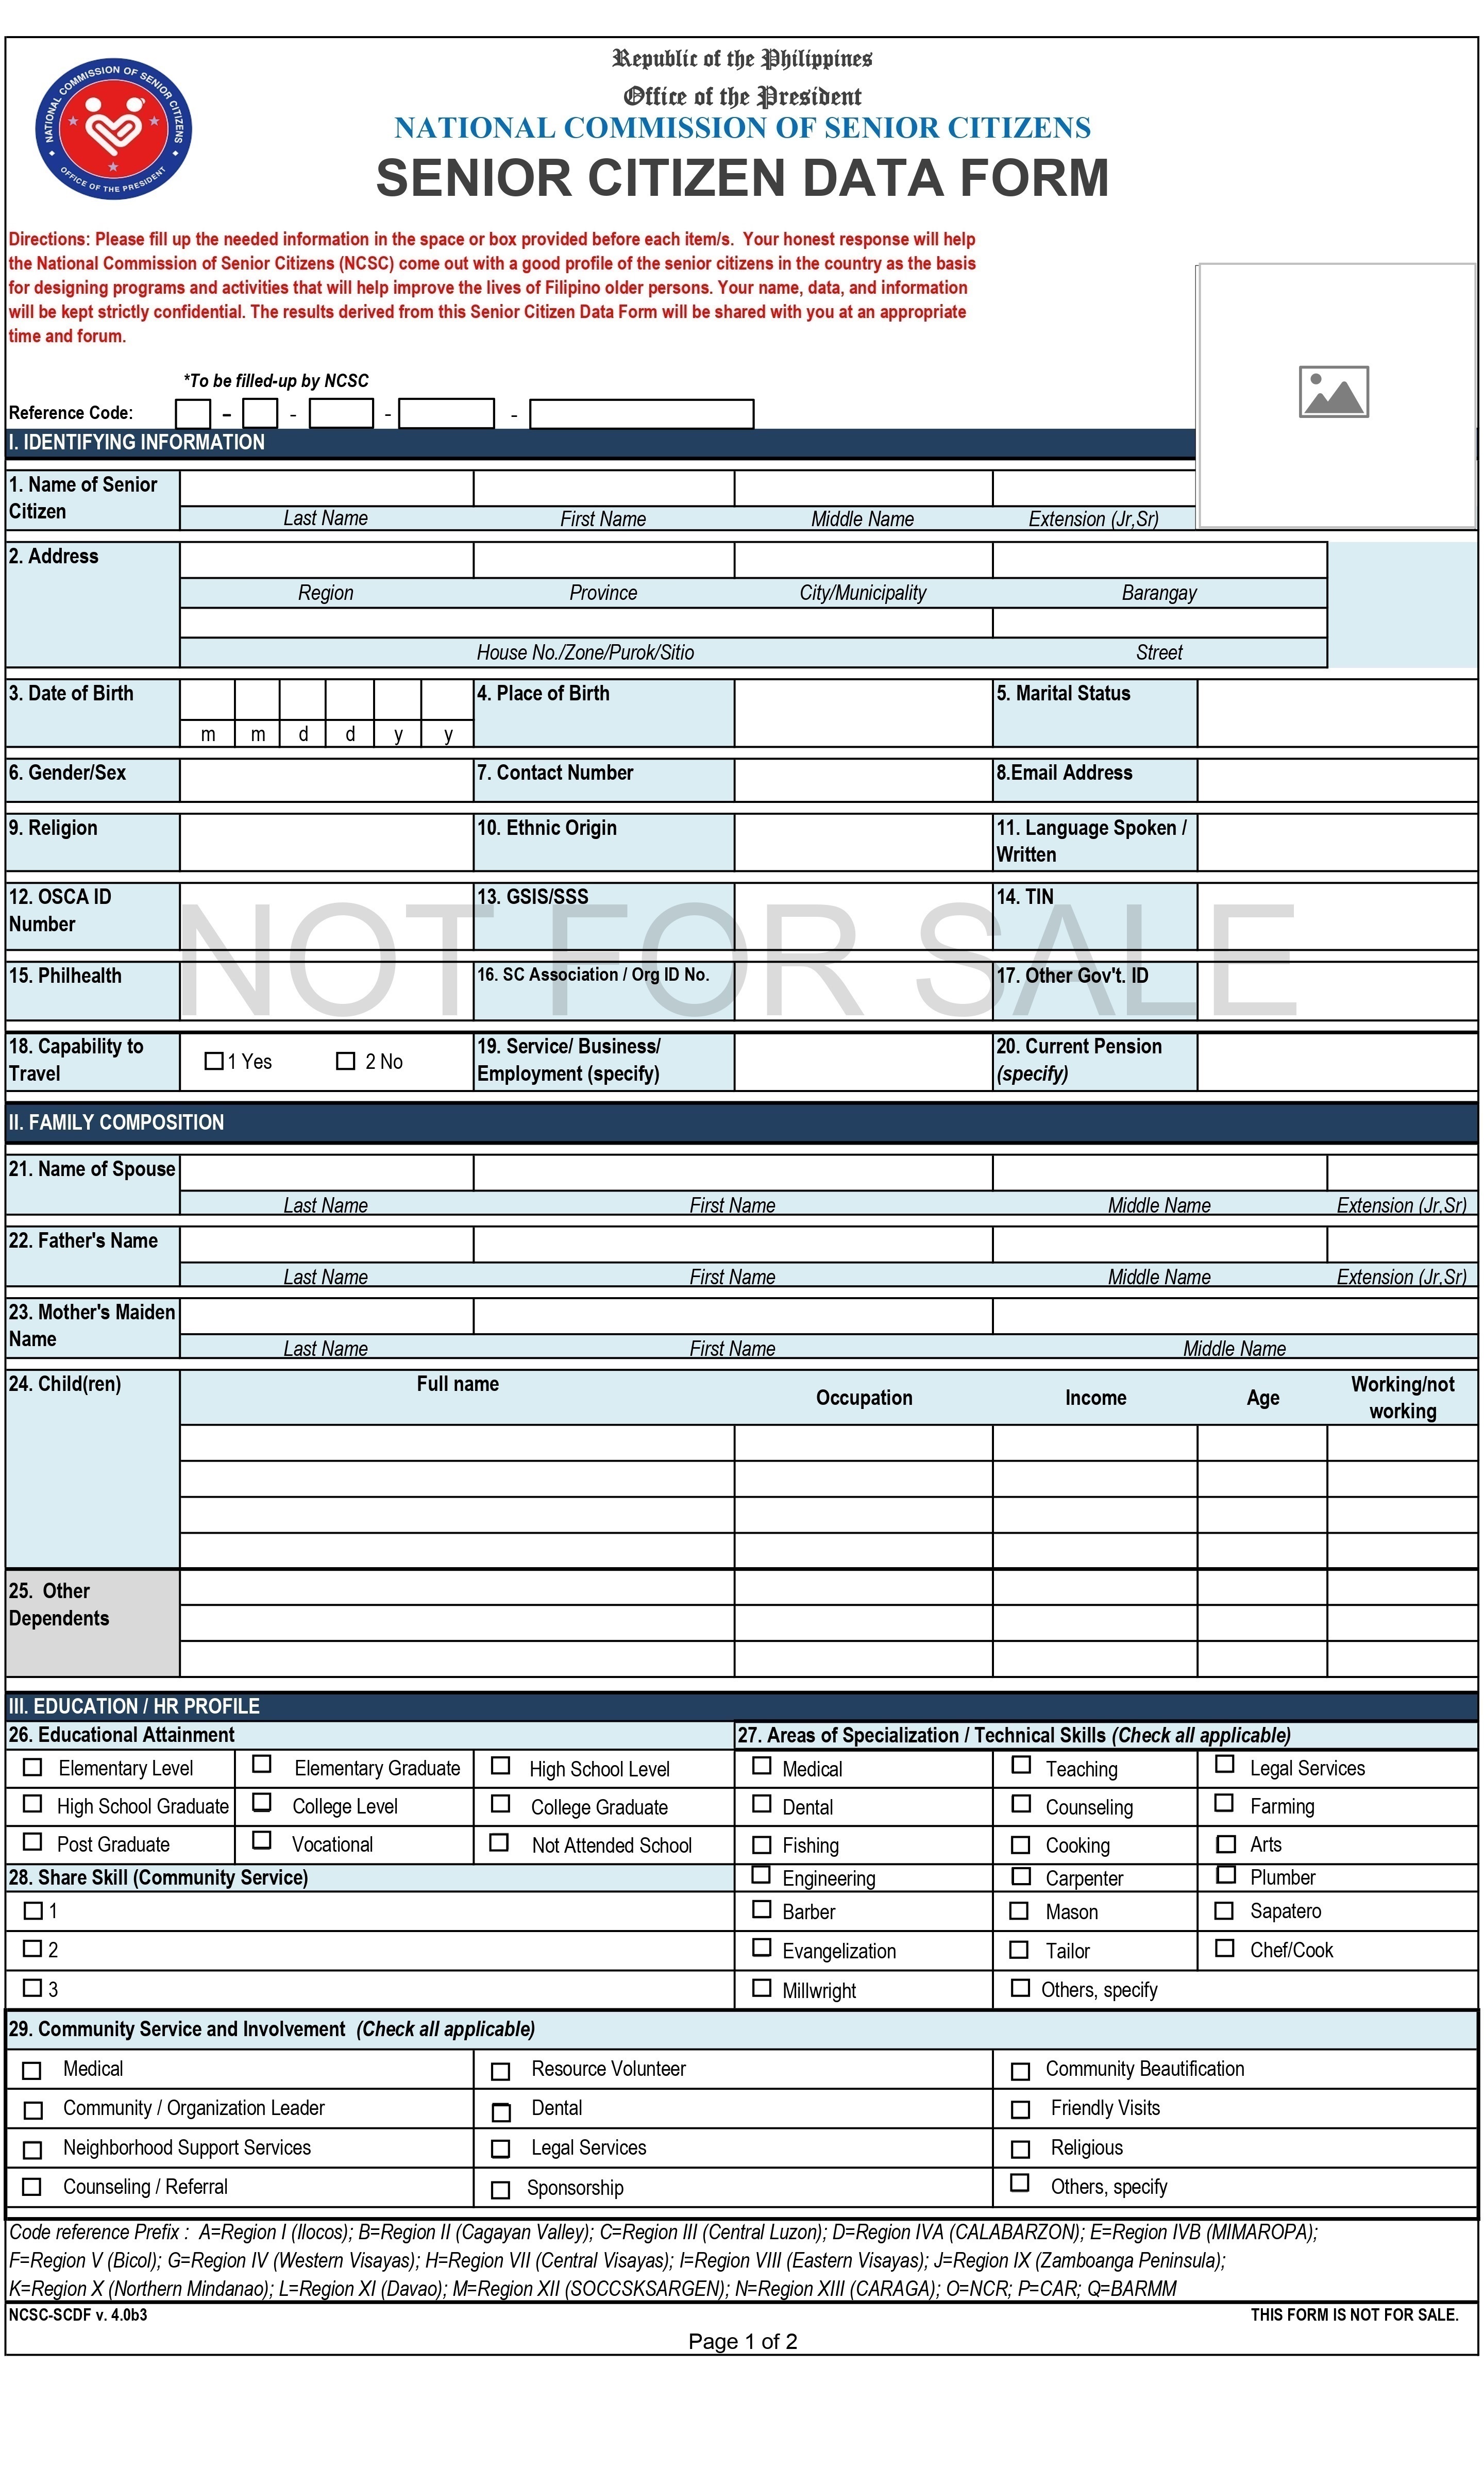 Republic of the Philippines
Office of the President
NATIONAL COMMISSION OF SENIOR CITIZENS
SENIOR CITIZEN DATA FORM
NATIONAL COMMISSION OF SENIOR CITIZENS
OFFICE OF THE PRESIDENT
Directions: Please fill up the needed information in the space or box provided before each item/s. Your honest response will help
the National Commission of Senior Citizens (NCSC) come out with a good profile of the senior citizens in the country as the basis
for designing programs and activities that will help improve the lives of Filipino older persons. Your name, data, and information
will be kept strictly confidential. The results derived from this Senior Citizen Data Form will be shared with you at an appropriate
time and forum.
*To be filled-up by NCSC
Reference Code: - - - -
I. IDENTIFYING INFORMATION
1. Name of Senior
Citizen
Last Name First Name Middle Name Extension (Jr,Sr)
2. Address
Region Province City/Municipality Barangay
House No./Zone/Purok/Sitio Street
3. Date of Birth 4. Place of Birth 5. Marital Status
m m d d y y
6. Gender/Sex 7. Contact Number 8.Email Address
9. Religion 10. Ethnic Origin 11. Language Spoken /
Written
12. OSCA ID 13. GSIS/SSS 14. TIN
Number
NOT FOR SALE
15. Philhealth 16. SC Association / Org ID No. 17. Other Gov't. ID
18. Capability to 19. Service/ Business/ 20. Current Pension
Travel 1 Yes 2 No Employment (specify) (specify)
II. FAMILY COMPOSITION
21. Name of Spouse
Last Name First Name Middle Name Extension (Jr,Sr)
22. Father's Name
Last Name First Name Middle Name Extension (Jr,Sr)
23. Mother's Maiden
Name
Last Name First Name Middle Name
24. Child(ren) Full name Occupation Income Age Working/not
working
25. Other
Dependents
III. EDUCATION / HR PROFILE
26. Educational Attainment 27. Areas of Specialization / Technical Skills (Check all applicable)
Elementary Level Elementary Graduate High School Level Medical Teaching Legal Services
High School Graduate College Level College Graduate Dental Counseling Farming
Post Graduate Vocational Not Attended School Fishing Cooking Arts
28. Share Skill (Community Service) Engineering Carpenter Plumber
1 Barber Mason Sapatero
2 Evangelization Tailor Chef/Cook
3 Millwright Others, specify
29. Community Service and Involvement (Check all applicable)
Medical Resource Volunteer Community Beautification
Community / Organization Leader Dental Friendly Visits
Neighborhood Support Services Legal Services Religious
Counseling / Referral Sponsorship Others, specify
Code reference Prefix : A=Region I (Ilocos); B=Region II (Cagayan Valley); C=Region III (Central Luzon); D=Region IVA (CALABARZON); E=Region IVB (MIMAROPA);
F=Region V (Bicol); G=Region IV (Western Visayas); H=Region VII (Central Visayas); I=Region VIII (Eastern Visayas); J=Region IX (Zamboanga Peninsula);
K=Region X (Northern Mindanao); L=Region XI (Davao); M=Region XII (SOCCSKSARGEN); N=Region XIII (CARAGA); O=NCR; P=CAR; Q=BARMM
NCSC-SCDF v. 4.0b3 THIS FORM IS NOT FOR SALE.
Page 1 of 2